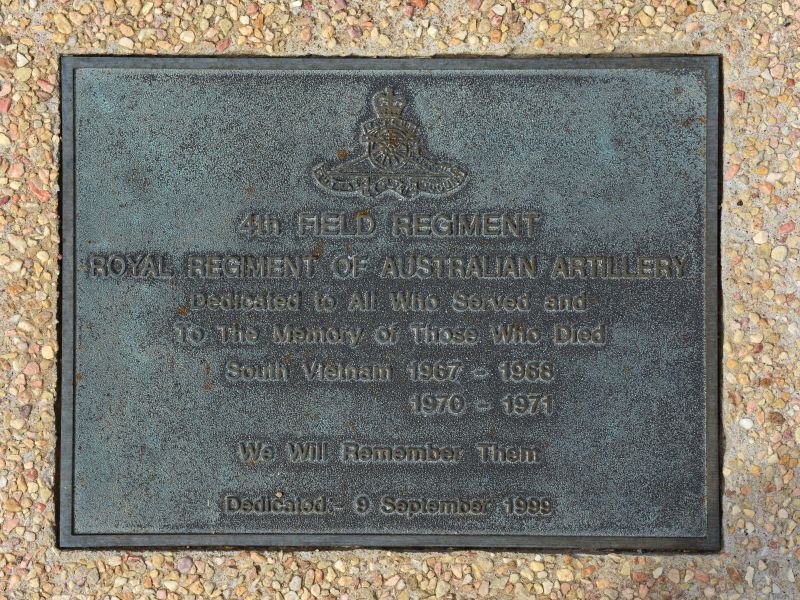 4th FIELD REGIMENT
ROYAL REGIMENT OF AUSTRALIAN ARTILLERY
Dedicated to All Who Served and
To The Memory of Those Who Died
South Vietnam 1967 - 1968
1970 - 1971
We Will Remember Them
Dedicated:- 9 September 1999